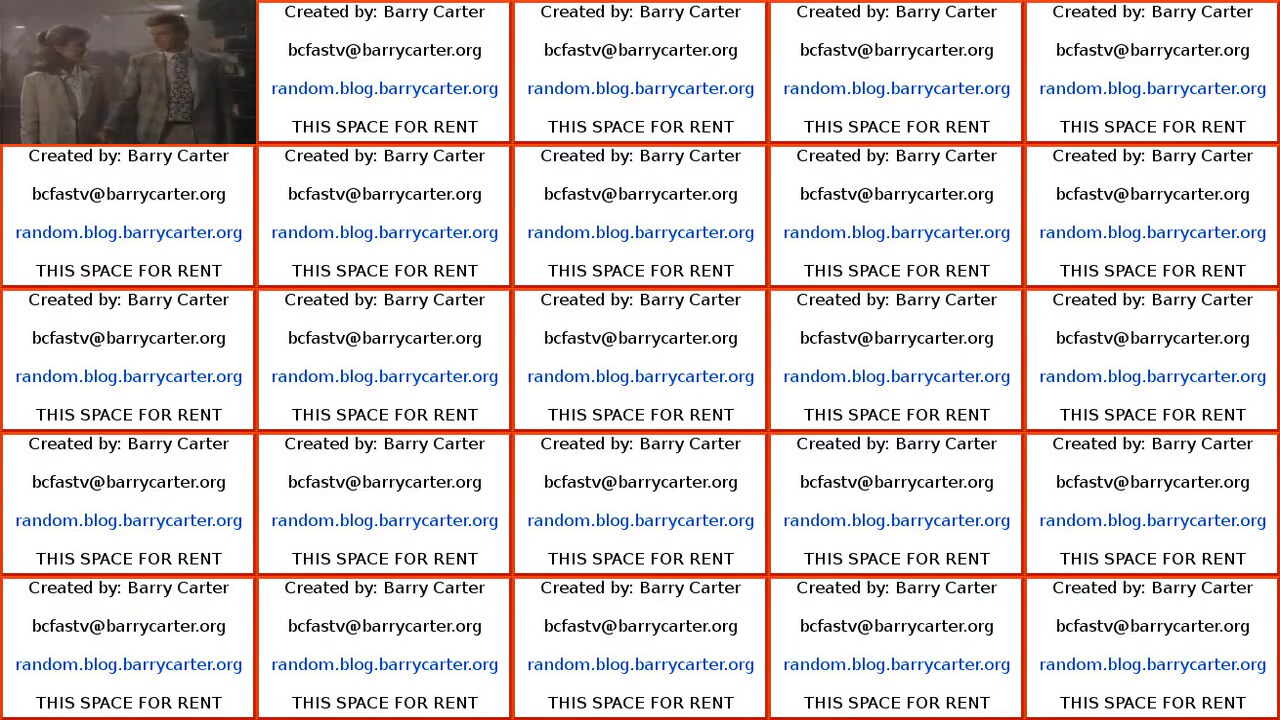 Created by: Barry Carter
bcfastv@barrycarter.org
random.blog.barrycarter.org
THIS SPACE FOR RENT
Created by: Barry Carter
bcfastv@barrycarter.org
random.blog.barrycarter.org
THIS SPACE FOR RENT
Created by: Barry Carter
bcfastv@barrycarter.org
random.blog.barrycarter.org
THIS SPACE FOR RENT
Created by: Barry Carter
bcfastv@barrycarter.org
random.blog.barrycarter.org
THIS SPACE FOR RENT
Created by: Barry Carter
bcfastv@barrycarter.org
random.blog.barrycarter.org
THIS SPACE FOR RENT
Created by: Barry Carter
bcfastv@barrycarter.org
random.blog.barrycarter.org
THIS SPACE FOR RENT
Created by: Barry Carter
bcfastv@barrycarter.org
random.blog.barrycarter.org
THIS SPACE FOR RENT
Created by: Barry Carter
bcfastv@barrycarter.org
random.blog.barrycarter.org
THIS SPACE FOR RENT
Created by: Barry Carter
bcfastv@barrycarter.org
random.blog.barrycarter.org
THIS SPACE FOR RENT
Created by: Barry Carter
bcfastv@barrycarter.org
random.blog.barrycarter.org
THIS SPACE FOR RENT
Created by: Barry Carter
bcfastv@barrycarter.org
random.blog.barrycarter.org
THIS SPACE FOR RENT
Created by: Barry Carter
bcfastv@barrycarter.org
random.blog.barrycarter.org
THIS SPACE FOR RENT
Created by: Barry Carter
bcfastv@barrycarter.org
random.blog.barrycarter.org
THIS SPACE FOR RENT
Created by: Barry Carter
bcfastv@barrycarter.org
random.blog.barrycarter.org
THIS SPACE FOR RENT
Created by: Barry Carter
bcfastv@barrycarter.org
random.blog.barrycarter.org
THIS SPACE FOR RENT
Created by: Barry Carter
bcfastv@barrycarter.org
random.blog.barrycarter.org
THIS SPACE FOR RENT
Created by: Barry Carter
bcfastv@barrycarter.org
random.blog.barrycarter.org
THIS SPACE FOR RENT
Created by: Barry Carter
bcfastv@barrycarter.org
random.blog.barrycarter.org
THIS SPACE FOR RENT
Created by: Barry Carter
bcfastv@barrycarter.org
random.blog.barrycarter.org
THIS SPACE FOR RENT
Created by: Barry Carter
bcfastv@barrycarter.org
random.blog.barrycarter.org
THIS SPACE FOR RENT
Created by: Barry Carter
bcfastv@barrycarter.org
random.blog.barrycarter.org
THIS SPACE FOR RENT
Created by: Barry Carter
bcfastv@barrycarter.org
random.blog.barrycarter.org
THIS SPACE FOR RENT
Created by: Barry Carter
bcfastv@barrycarter.org
random.blog.barrycarter.org
THIS SPACE FOR RENT
Created by: Barry Carter
bcfastv@barrycarter.org
random.blog.barrycarter.org
THIS SPACE FOR RENT